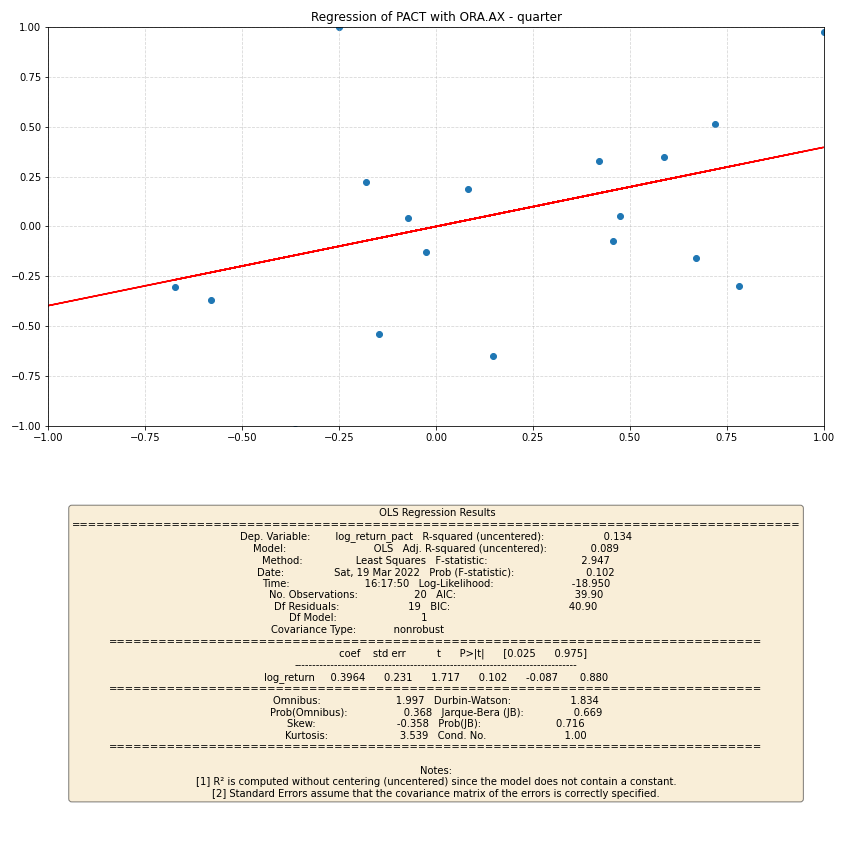 Regression of PACT with ORA.AX - quarter
1.00
0.75
0.50
0.25
0.00
−0.25
−0.50
−0.75
−1.00
−1.00 −0.75 −0.50 −0.25 0.00 0.25 0.50 0.75 1.00
OLS Regression Results
==============================================================================
Dep. Variable: log_return_pact R-squared (uncentered): 0.134
Model: OLS Adj. R-squared (uncentered): 0.089
Method: Least Squares F-statistic: 2.947
Date: Sat, 19 Mar 2022 Prob (F-statistic): 0.102
Time: 16:17:50 Log-Likelihood: -18.950
No. Observations: 20 AIC: 39.90
Df Residuals: 19 BIC: 40.90
Df Model: 1
Covariance Type: nonrobust
==============================================================================
coef std err t P>|t| [0.025 0.975]
------------------------------------------------------------------------------
log_return 0.3964 0.231 1.717 0.102 -0.087 0.880
==============================================================================
Omnibus: 1.997 Durbin-Watson: 1.834
Prob(Omnibus): 0.368 Jarque-Bera (JB): 0.669
Skew: -0.358 Prob(JB): 0.716
Kurtosis: 3.539 Cond. No. 1.00
==============================================================================
Notes:
[1] R² is computed without centering (uncentered) since the model does not contain a constant.
[2] Standard Errors assume that the covariance matrix of the errors is correctly specified.